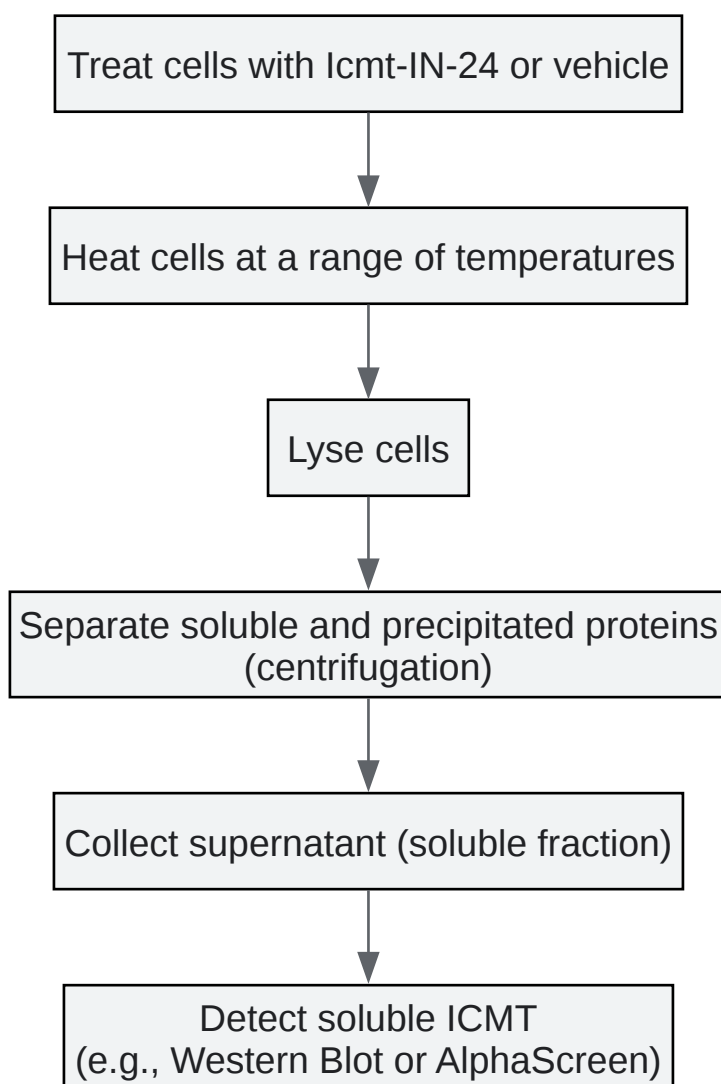 Treat cells with Icmt-IN-24 or vehicle
Heat cells at a range of temperatures
Lyse cells
Separate soluble and precipitated proteins
(centrifugation)
Collect supernatant (soluble fraction)
Detect soluble ICMT
(e.g., Western Blot or AlphaScreen)